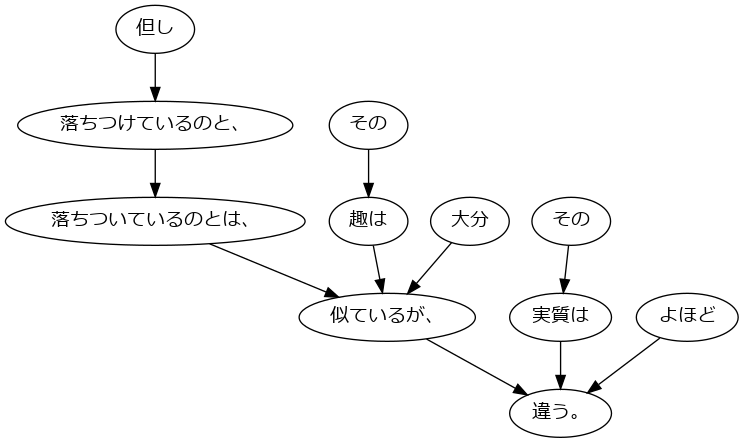 但し
落ちつけているのと、
その
落ちついているのとは、
趣は
大分
その
似ているが、
実質は
よほど
違う。